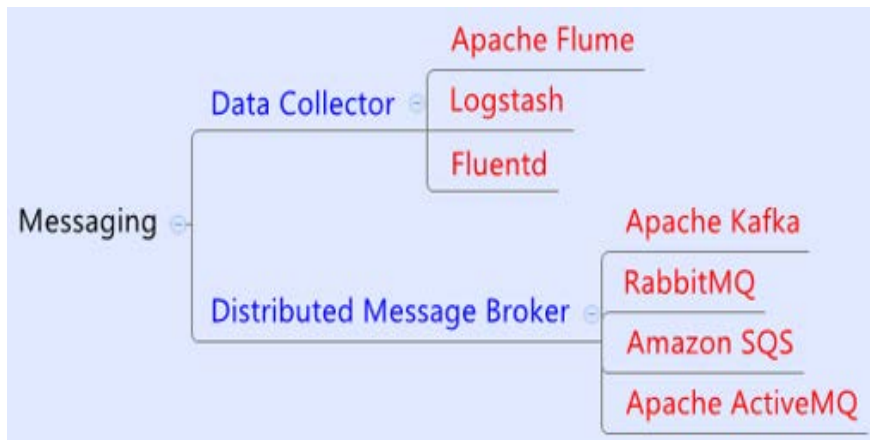 Messaging
Data Collector
Apache Flume
Logstash
Fluentd
Distributed Message Broker
Apache Kafka
RabbitMQ
Amazon SQS
Apache ActiveMQ